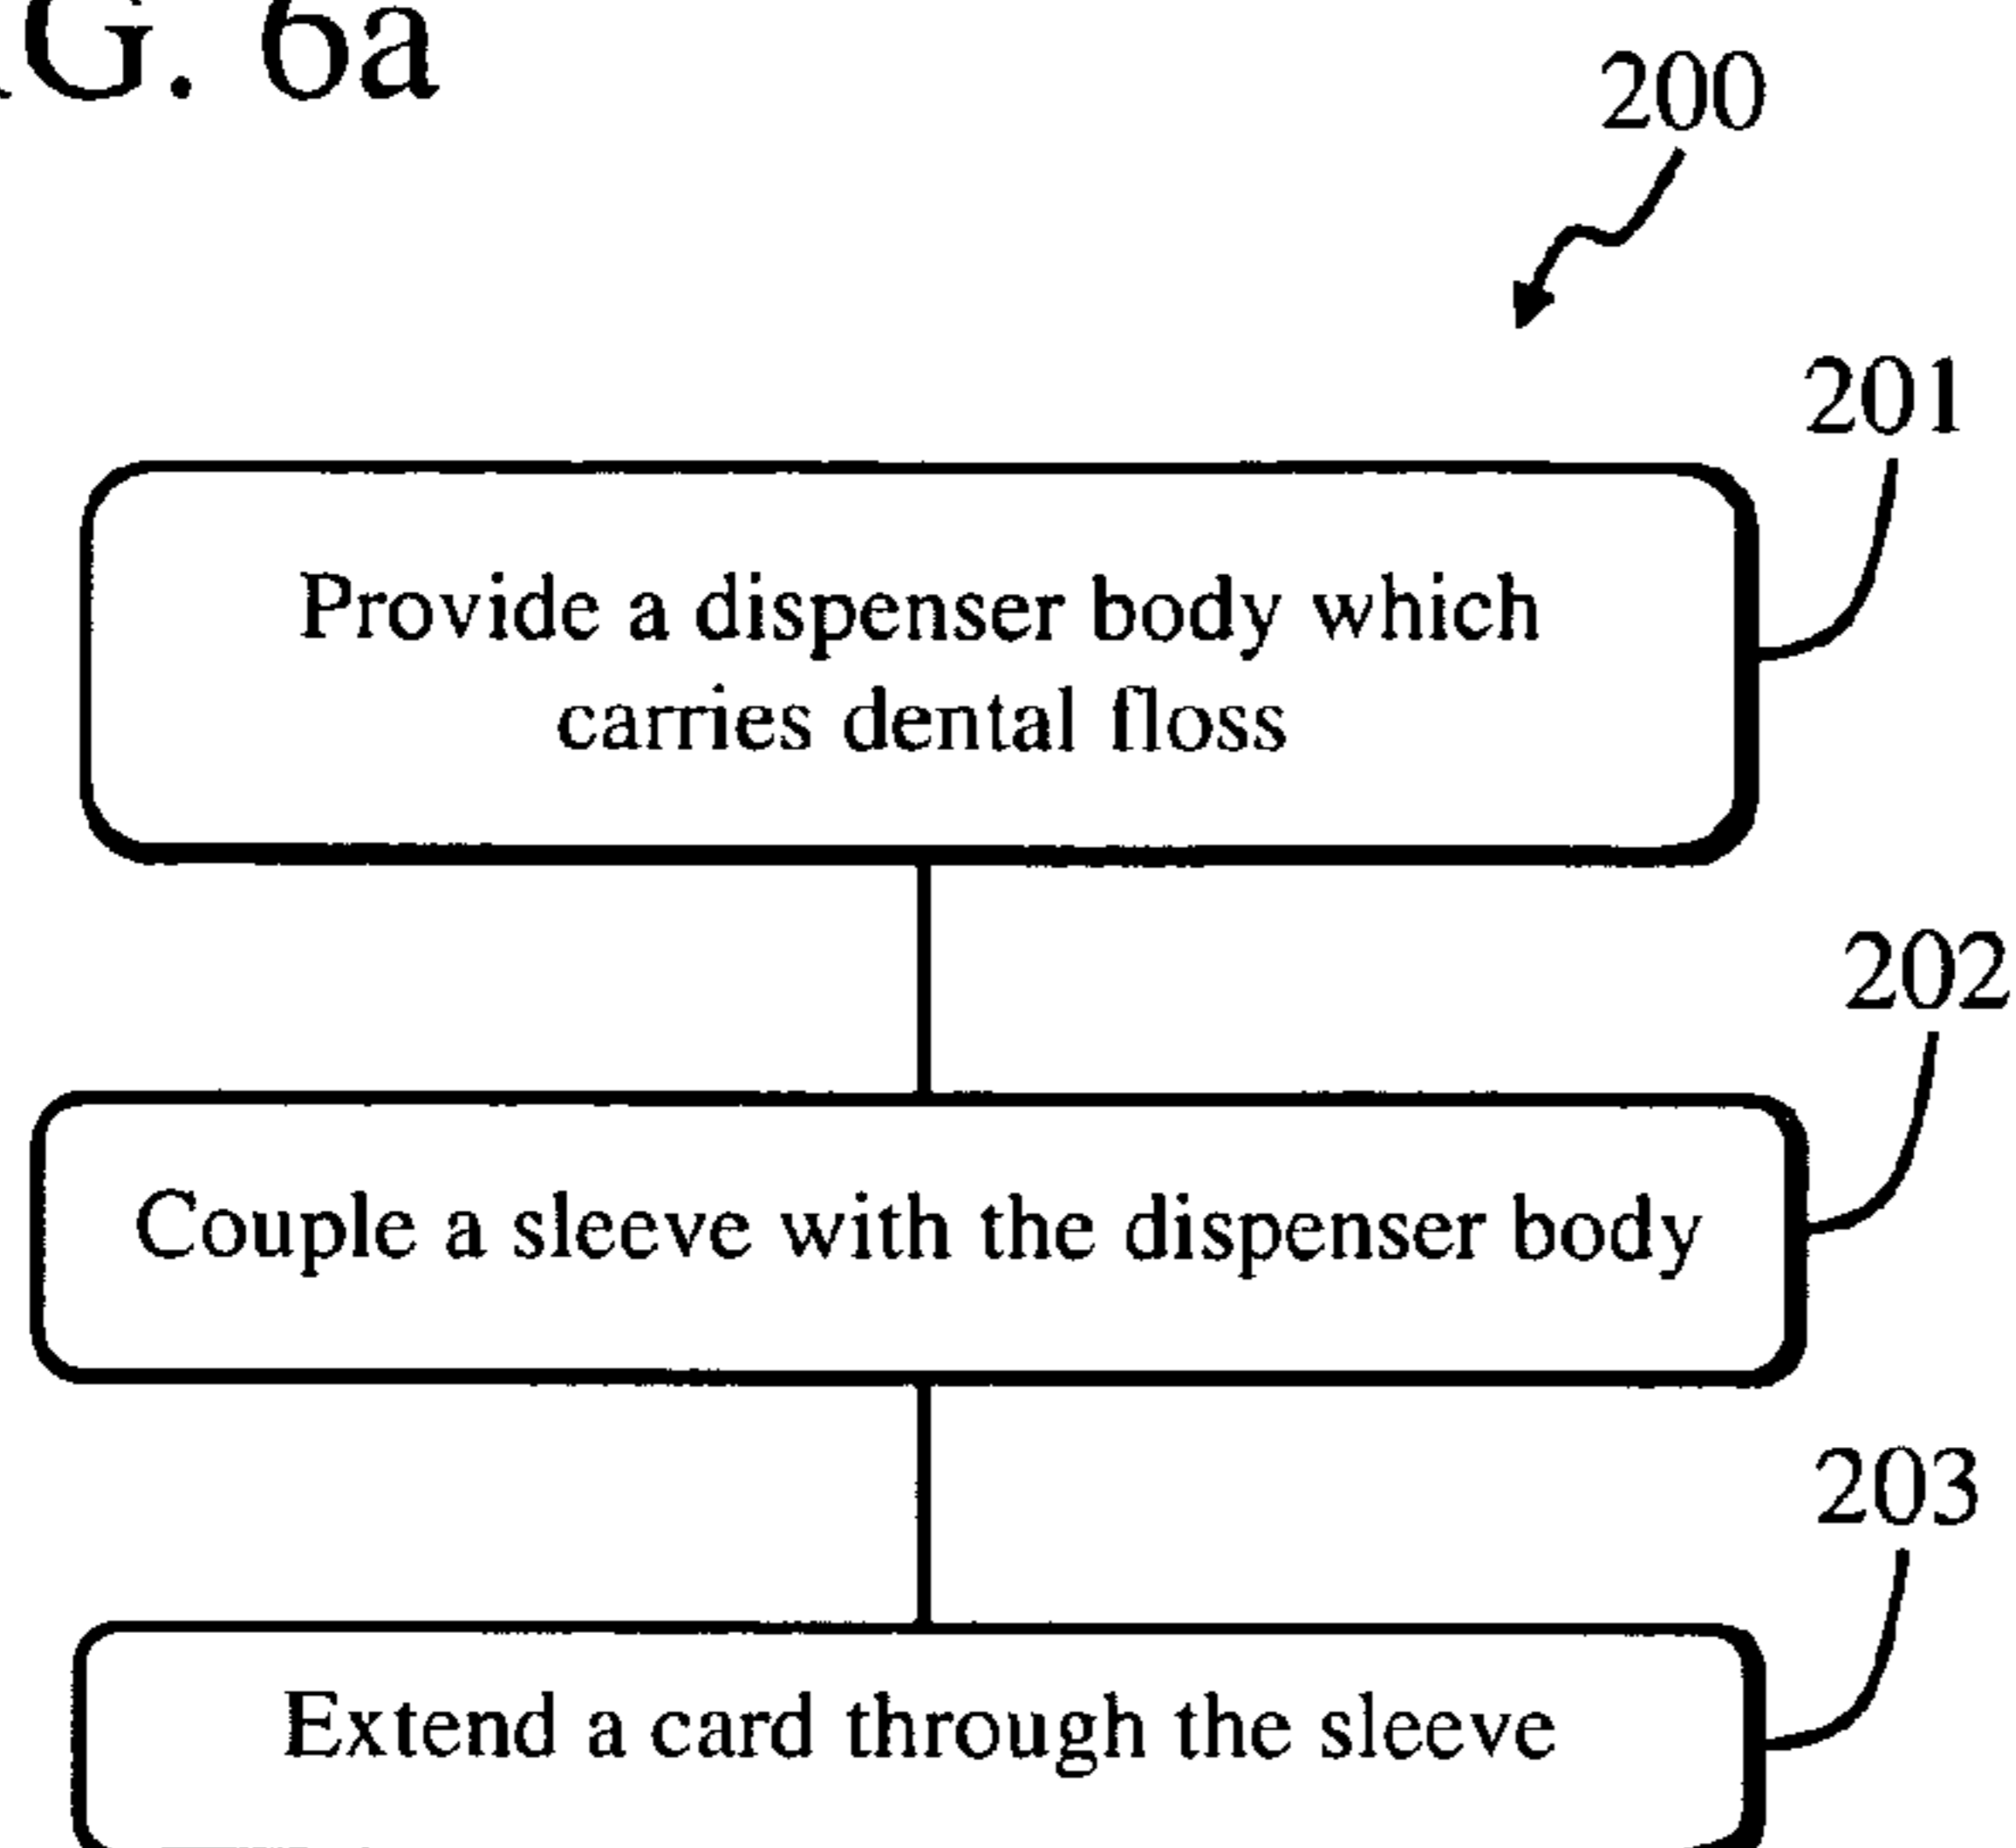 G. 6a
200
201
Provide a dispenser body which
carries dental floss
202
Couple a sleeve with the dispenser body
203
Extend a card through the sleeve